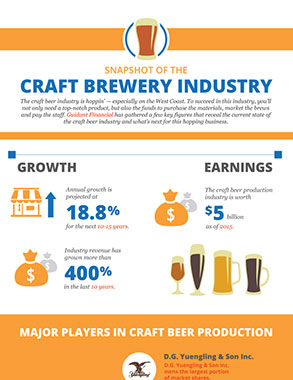 SNAPSHOT OF THE
CRAFT BREWERY INDUSTRY
The craft beer industry is hoppin' — especially on the West Coast. To succeed in this industry, you'll
not only need a top-notch product, but also the funds to purchase the materials, market the brews
and pay the staff. Guidant Financial has gathered a few key figures that reveal the current state of
the craft beer industry and what's next for this hopping business.
GROWTH
Annual growth is
projected at
18.8%
for the next 10-15 years.
Industry revenue has
grown more than
400%
in the last 10 years.
EARNINGS
The craft beer production
industry is worth
$5 billion
as of 2015.
$
$
MAJOR PLAYERS IN CRAFT BEER PRODUCTION
Yuengling
D.G. Yuengling & Son Inc.
D.G. Yuengling & Son Inc.
owns the largest portion
of market shares.